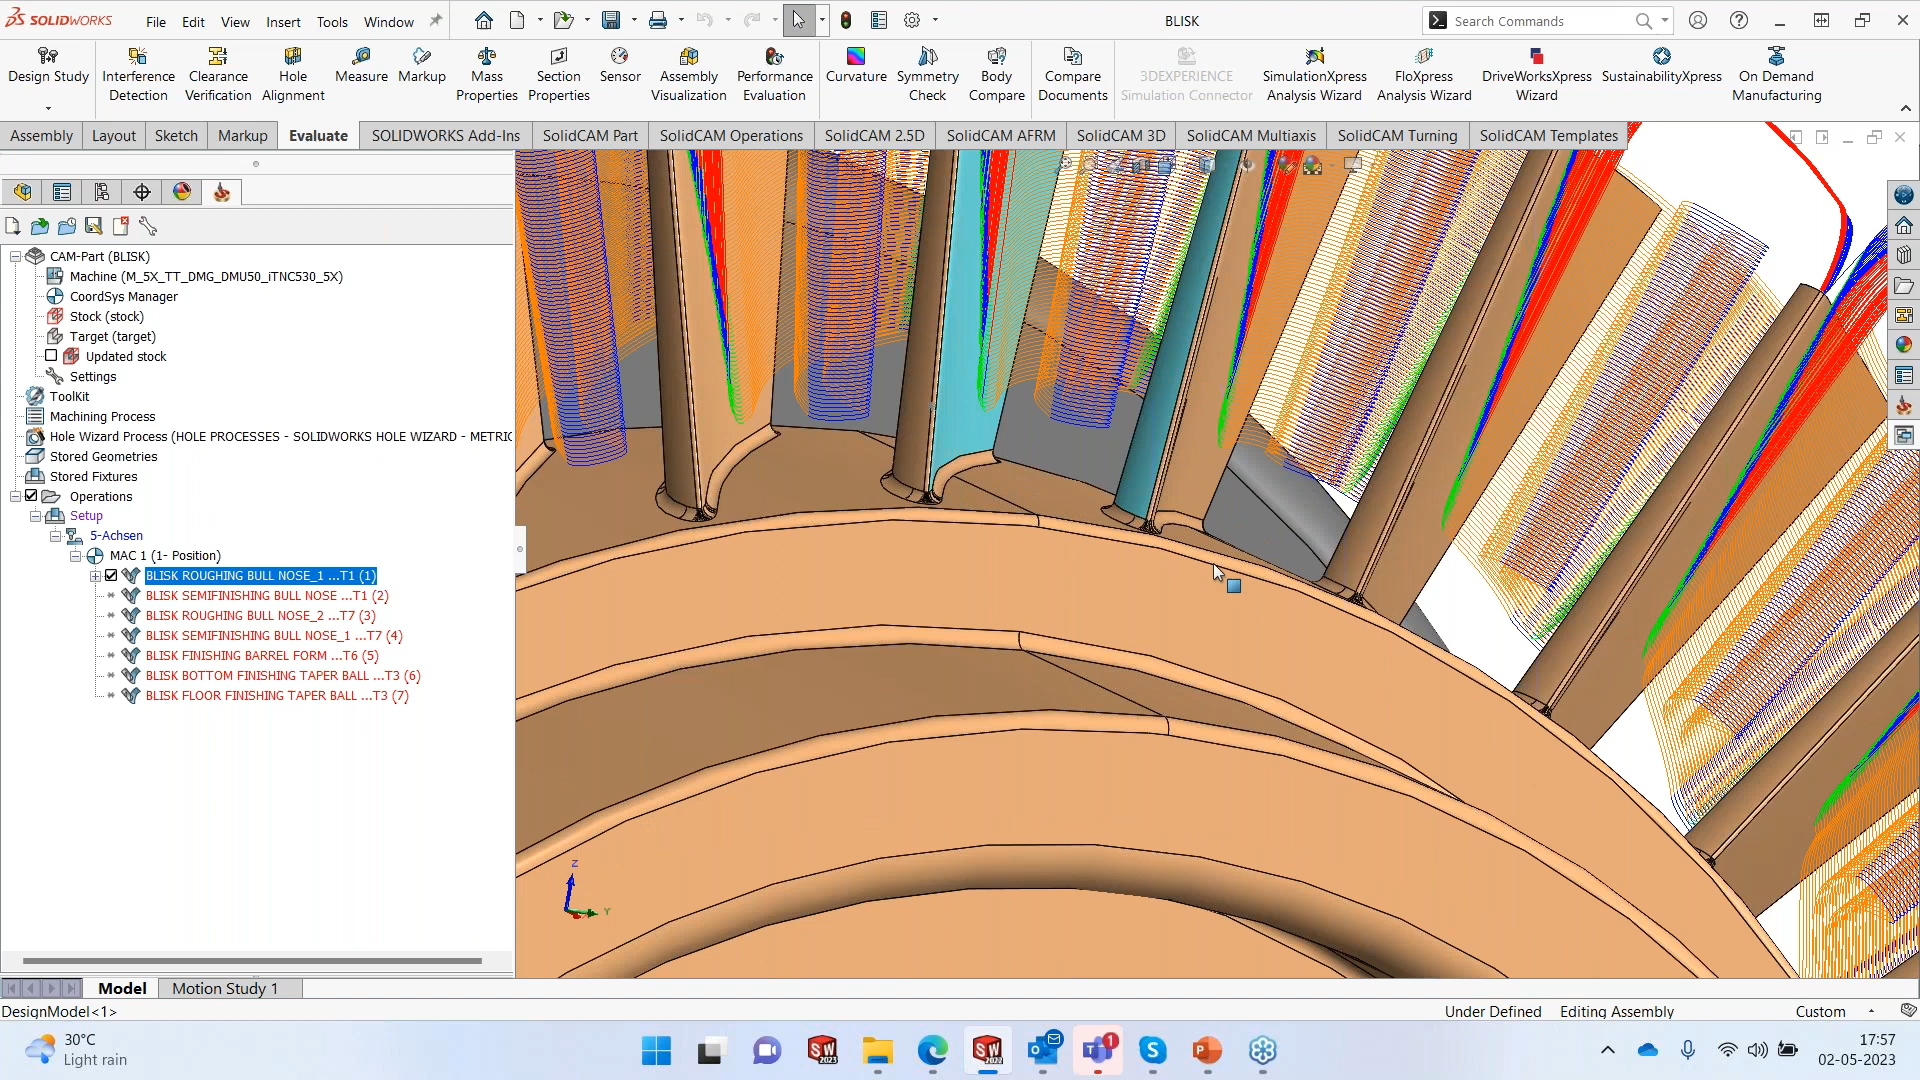 SOLIDWORKS
File
Edit
View
Insert
Tools
Window
BLISK
Search Commands
Design Study
Interference Detection
Clearance Verification
Hole Alignment
Measure
Markup
Mass Properties
Section Properties
Sensor
Assembly Visualization
Performance Evaluation
Curvature
Symmetry Check
Body Compare
Compare Documents
3DEXPERIENCE Simulation Connector
SimulationXpress Analysis Wizard
FloXpress Analysis Wizard
DriveWorksXpress Wizard
SustainabilityXpress
On Demand Manufacturing
Assembly
Layout
Sketch
Markup
Evaluate
SOLIDWORKS Add-Ins
SolidCAM Part
SolidCAM Operations
SolidCAM 2.5D
SolidCAM AFRM
SolidCAM 3D
SolidCAM Multiaxis
SolidCAM Turning
SolidCAM Templates
CAM-Part (BLISK)
Machine (M_5X_TT_DMG_DMU50_iTNC530_5X)
CoordSys Manager
Stock (stock)
Target (target)
Updated stock
Settings
ToolKit
Machining Process
Hole Wizard Process (HOLE PROCESSES - SOLIDWORKS HOLE WIZARD - METRIC
Stored Geometries
Stored Fixtures
Operations
Setup
5-Achsen
MAC 1 (1- Position)
BLISK ROUGHING BULL NOSE_1 ...T1 (1)
BLISK SEMIFINISHING BULL NOSE ...T1 (2)
BLISK ROUGHING BULL NOSE_2 ...T7 (3)
BLISK SEMIFINISHING BULL NOSE_1 ...T7 (4)
BLISK FINISHING BARREL FORM ...T6 (5)
BLISK BOTTOM FINISHING TAPER BALL ...T3 (6)
BLISK FLOOR FINISHING TAPER BALL ...T3 (7)
Z
Y
Model
Motion Study 1
DesignModel<1>
Under Defined
Editing Assembly
Custom
30°C
Light rain
17:57
02-05-2023